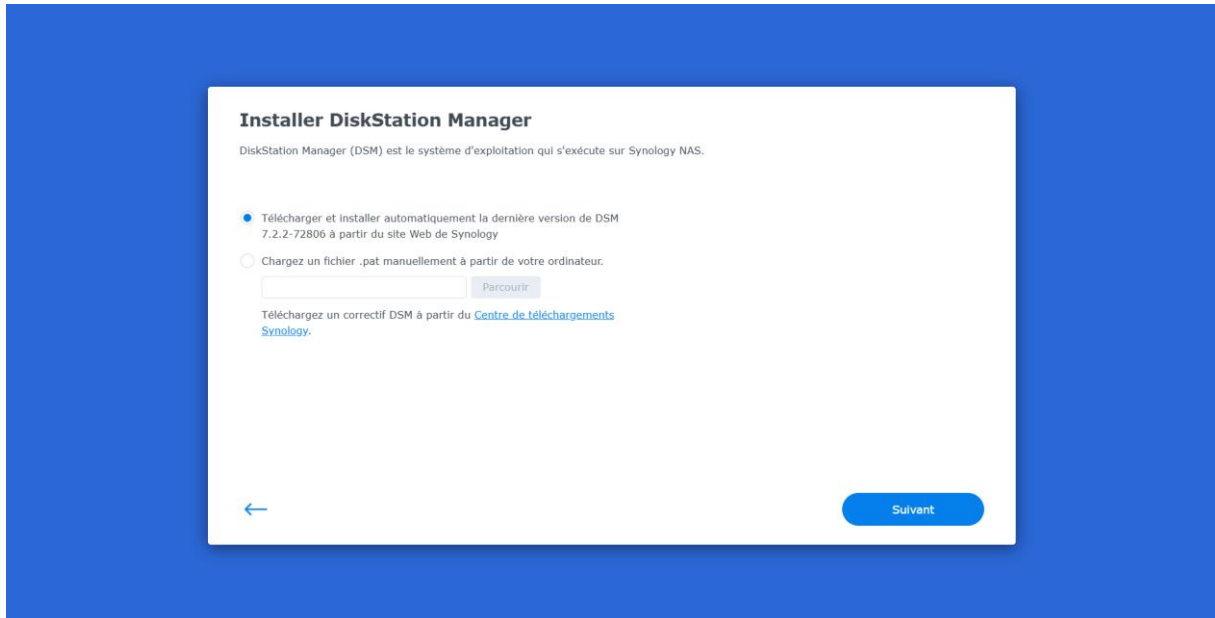 Installer DiskStation Manager
DiskStation Manager (DSM) est le système d'exploitation qui s'exécute sur Synology NAS.
Télécharger et installer automatiquement la dernière version de DSM
7.2.2-72806 à partir du site Web de Synology
Chargez un fichier .pat manuellement à partir de votre ordinateur.
Parcourir
Téléchargez un correctif DSM à partir du Centre de téléchargements
Synology.
Suivant